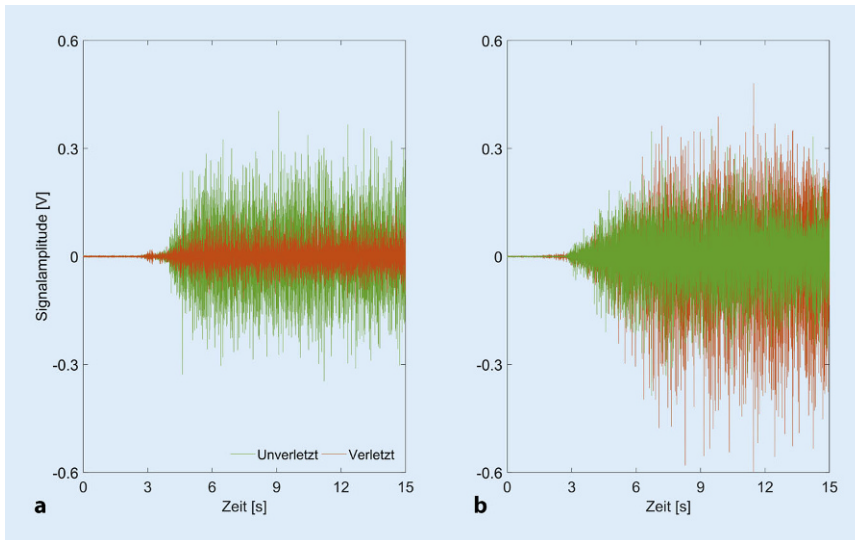 0.6
0.3
0
-0.3
-0.6
Signalamplitude [V]
Unverletzt Verletzt
0 3 6 9 12 15
Zeit [s]
a
0.6
0.3
0
-0.3
-0.6
0 3 6 9 12 15
Zeit [s]
b